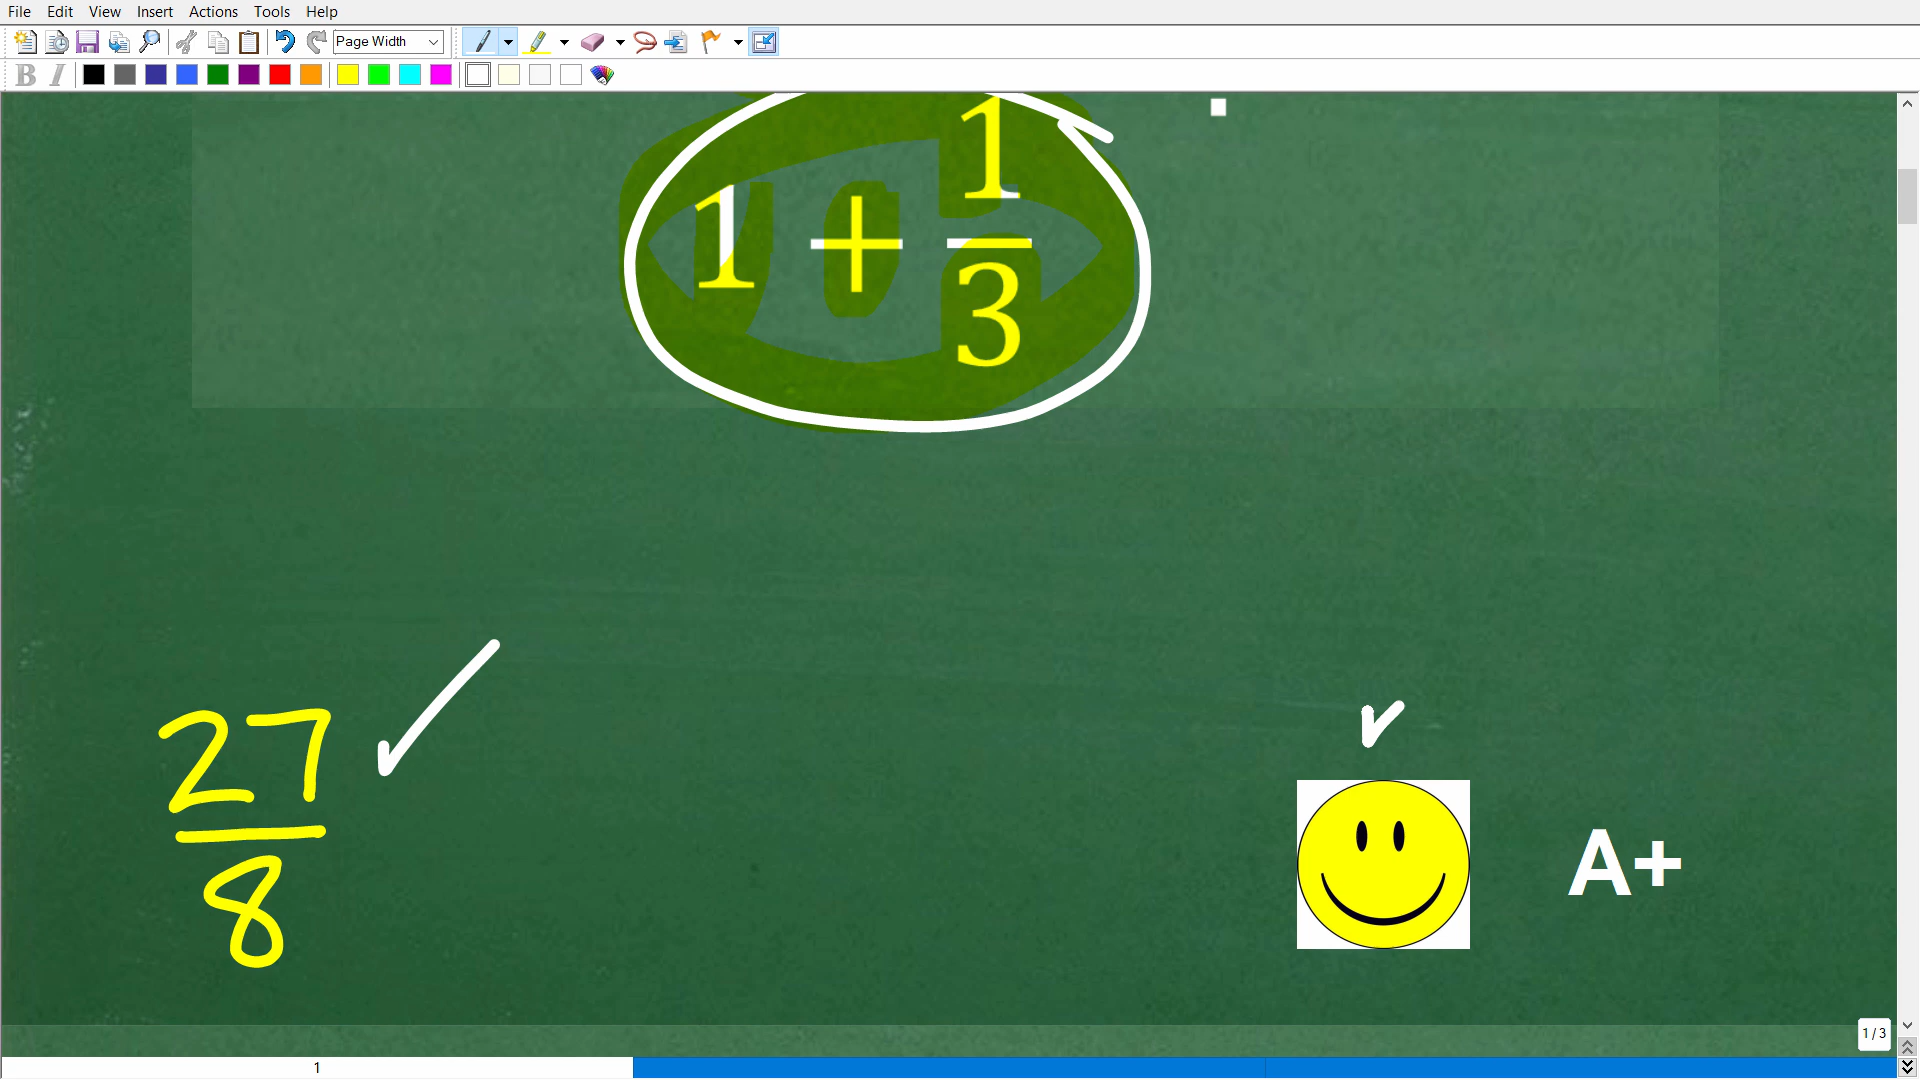 File Edit View Insert Actions Tools Help
Page Width
B I
1 + 1/3
27/8
A+
1 / 3
1